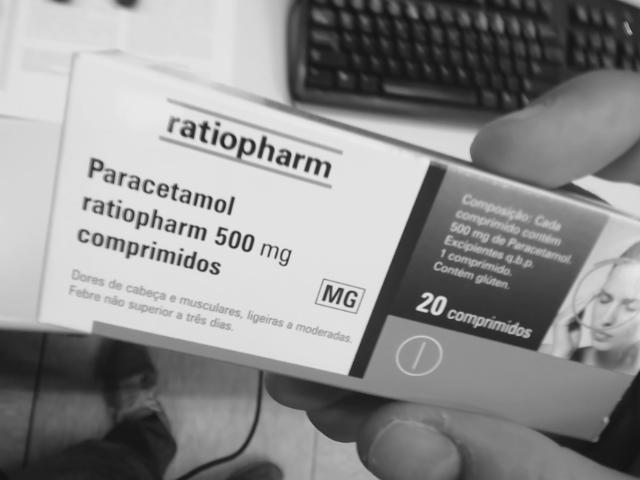 ratiopharm
Paracetamol
ratiopharm 500 mg
comprimidos
MG
Dores de cabeça e musculares, ligeiras a moderadas.
Febre não superior a três dias.
Composição: Cada
comprimido contém
500 mg de Paracetamol.
Excipientes q.b.p.
1 comprimido.
Contém glúten.
20 comprimidos